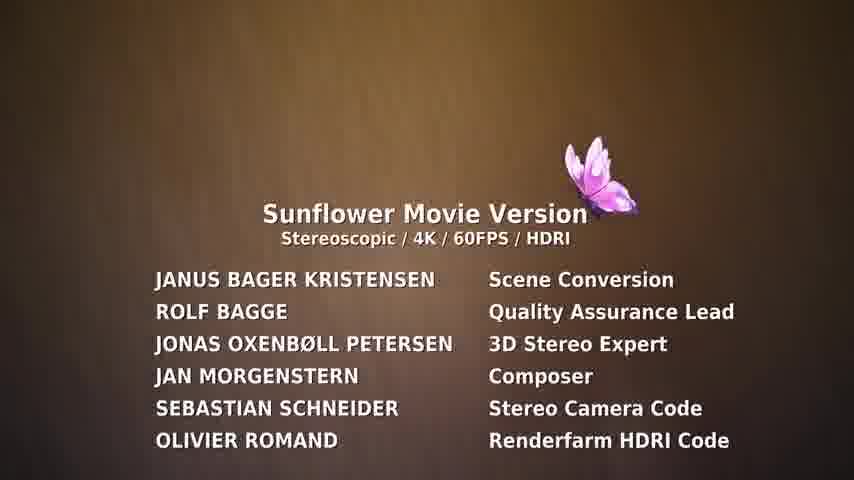 Sunflower Movie Version
Stereoscopic / 4K / 60FPS / HDRI
JANUS BAGER KRISTENSEN Scene Conversion
ROLF BAGGE Quality Assurance Lead
JONAS OXENBØLL PETERSEN 3D Stereo Expert
JAN MORGENSTERN Composer
SEBASTIAN SCHNEIDER Stereo Camera Code
OLIVIER ROMAND Renderfarm HDRI Code